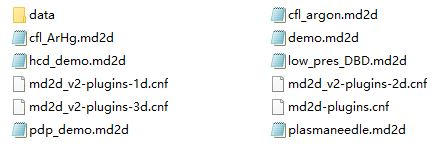 data
cfl_argon.md2d
cfl_ArHg.md2d
demo.md2d
hcd_demo.md2d
low_pres_DBD.md2d
md2d_v2-plugins-1d.cnf
md2d_v2-plugins-2d.cnf
md2d_v2-plugins-3d.cnf
md2d-plugins.cnf
pdp_demo.md2d
plasmaneedle.md2d